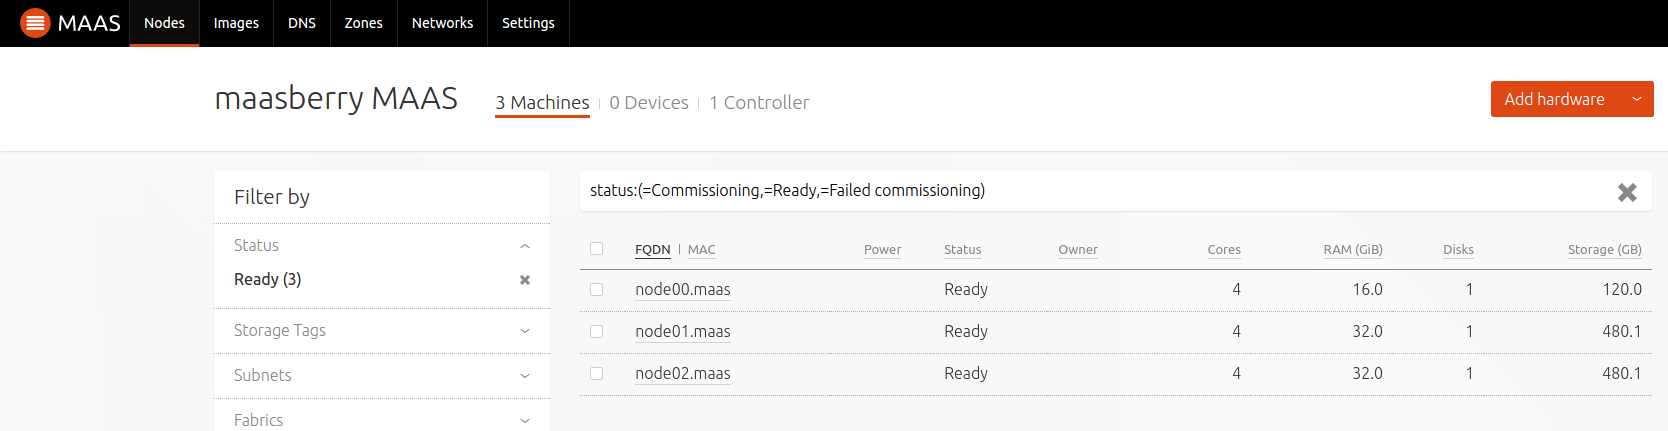 MAAS Nodes Images DNS Zones Networks Settings
maasberry MAAS 3 Machines 0 Devices 1 Controller Add hardware
Filter by
Status
Ready (3)
Storage Tags
Subnets
Fabrics
status:(=Commissioning,=Ready,=Failed commissioning)
FQDN | MAC Power Status Owner Cores RAM (GiB) Disks Storage (GB)
node00.maas Ready 4 16.0 1 120.0
node01.maas Ready 4 32.0 1 480.1
node02.maas Ready 4 32.0 1 480.1